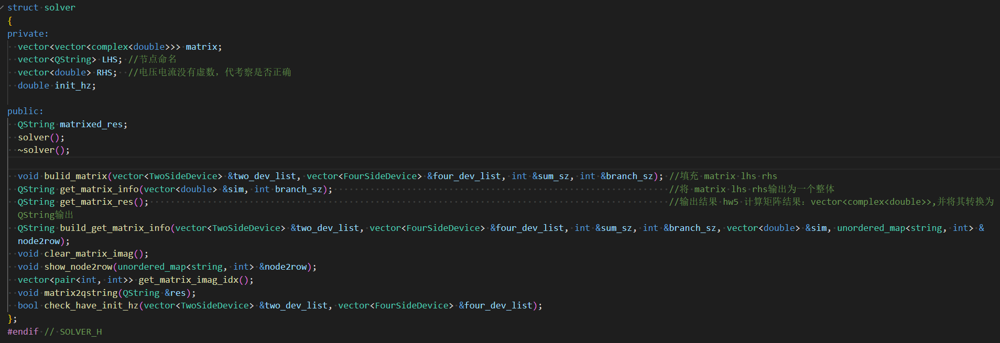 struct solver
{
private:
  vector<vector<complex<double>>> matrix;
  vector<QString> LHS; //节点命名
  vector<double> RHS;  //电压电流没有虚数，代考察是否正确
  double init_hz;
public:
  QString matrixed_res;
  solver();
  ~solver();
  void bulid_matrix(vector<TwoSideDevice> &two_dev_list, vector<FourSideDevice> &four_dev_list, int &sum_sz, int &branch_sz); //填充 matrix lhs rhs
  QString get_matrix_info(vector<double> &sim, int branch_sz); //将 matrix lhs rhs输出为一个整体
  QString get_matrix_res(); //输出结果 hw5 计算矩阵结果：vector<complex<double>>,并将其转换为
  QString输出
  QString build_get_matrix_info(vector<TwoSideDevice> &two_dev_list, vector<FourSideDevice> &four_dev_list, int &sum_sz, int &branch_sz, vector<double> &sim, unordered_map<string, int> &
  node2row);
  void clear_matrix_imag();
  void show_node2row(unordered_map<string, int> &node2row);
  vector<pair<int, int>> get_matrix_imag_idx();
  void matrix2qstring(QString &res);
  bool check_have_init_hz(vector<TwoSideDevice> &two_dev_list, vector<FourSideDevice> &four_dev_list);
};
#endif // SOLVER_H